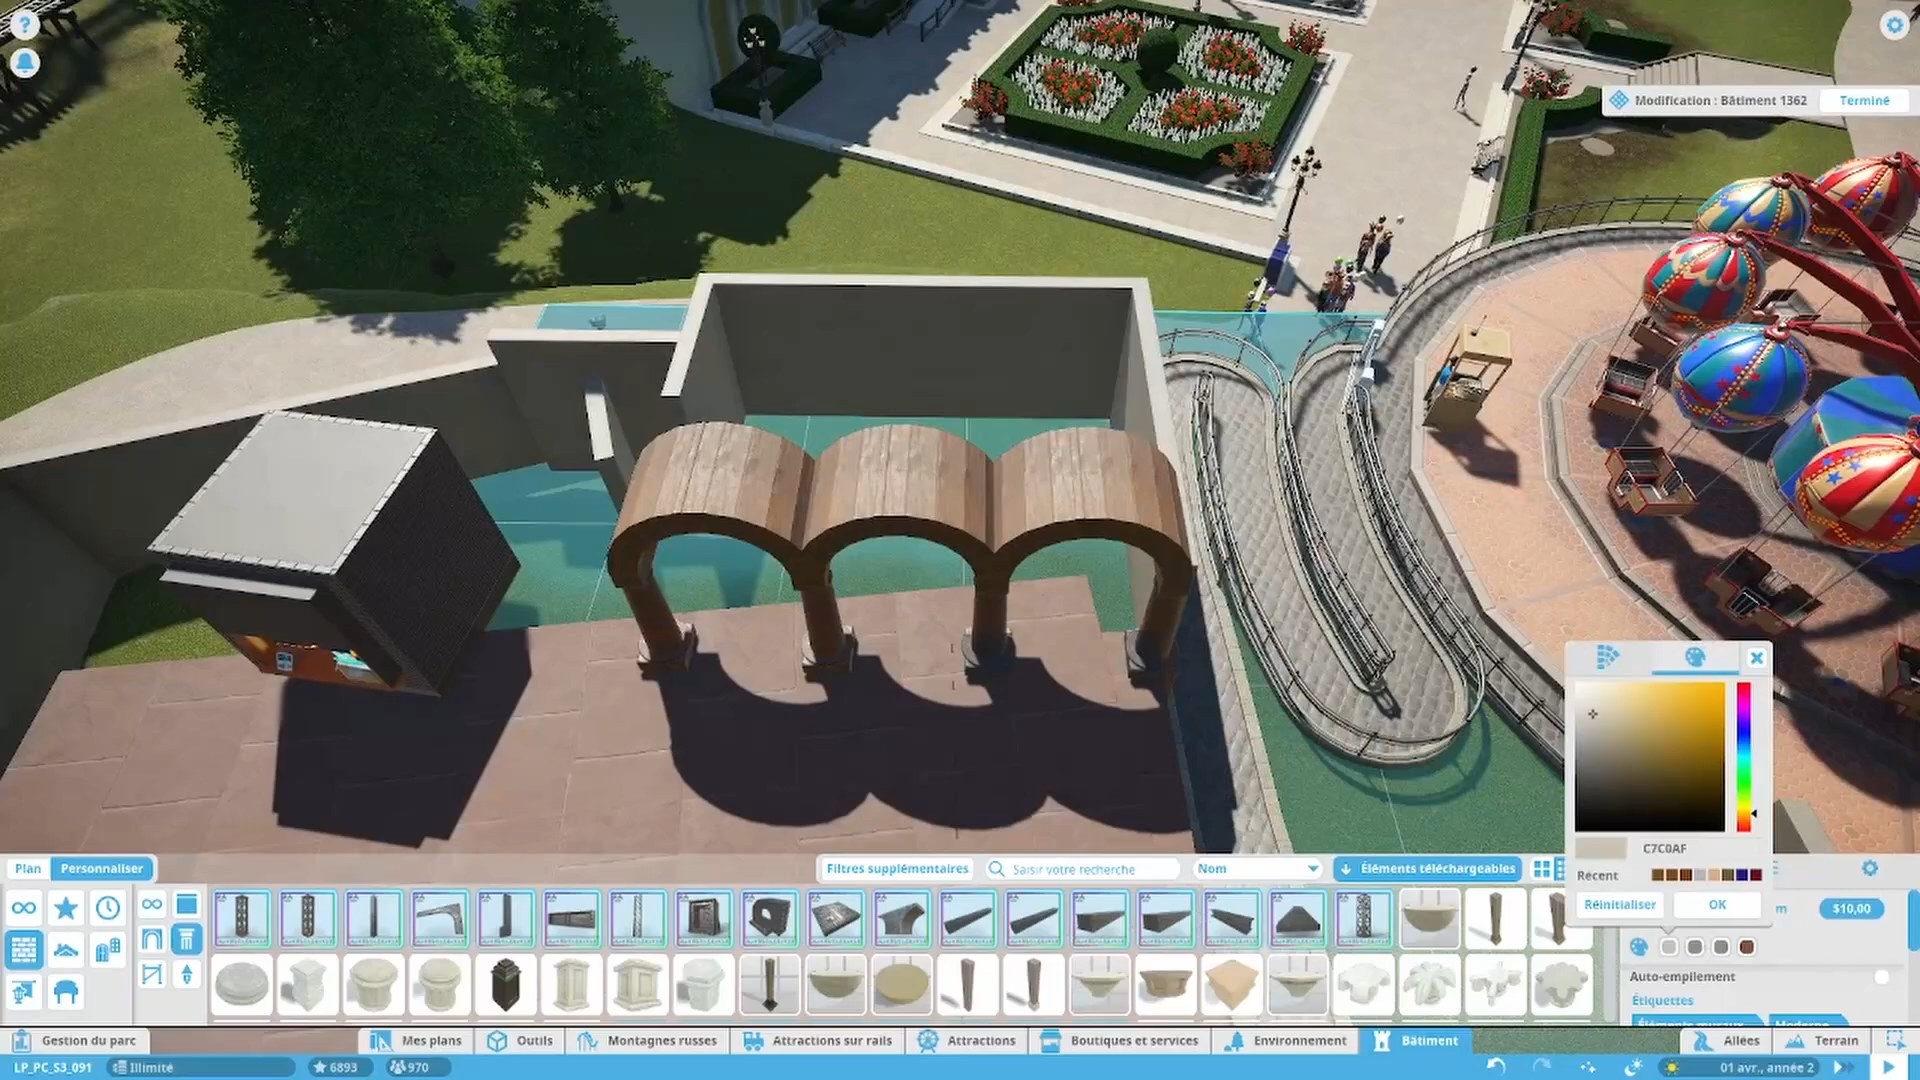 ?
Modification : Bâtiment 1362
Terminé
C7C0AF
Récent
Réinitialiser
OK
Plan
Personnaliser
Filtres supplémentaires
Saisir votre recherche
Nom
Éléments téléchargeables
m
$10,00
Auto-empilement
Étiquettes
Gestion du parc
Mes plans
Outils
Montagnes russes
Attractions sur rails
Attractions
Boutiques et services
Environnement
Bâtiment
Allées
Terrain
LP_PC_S3_091
Illimité
6893
970
01 avr., année 2